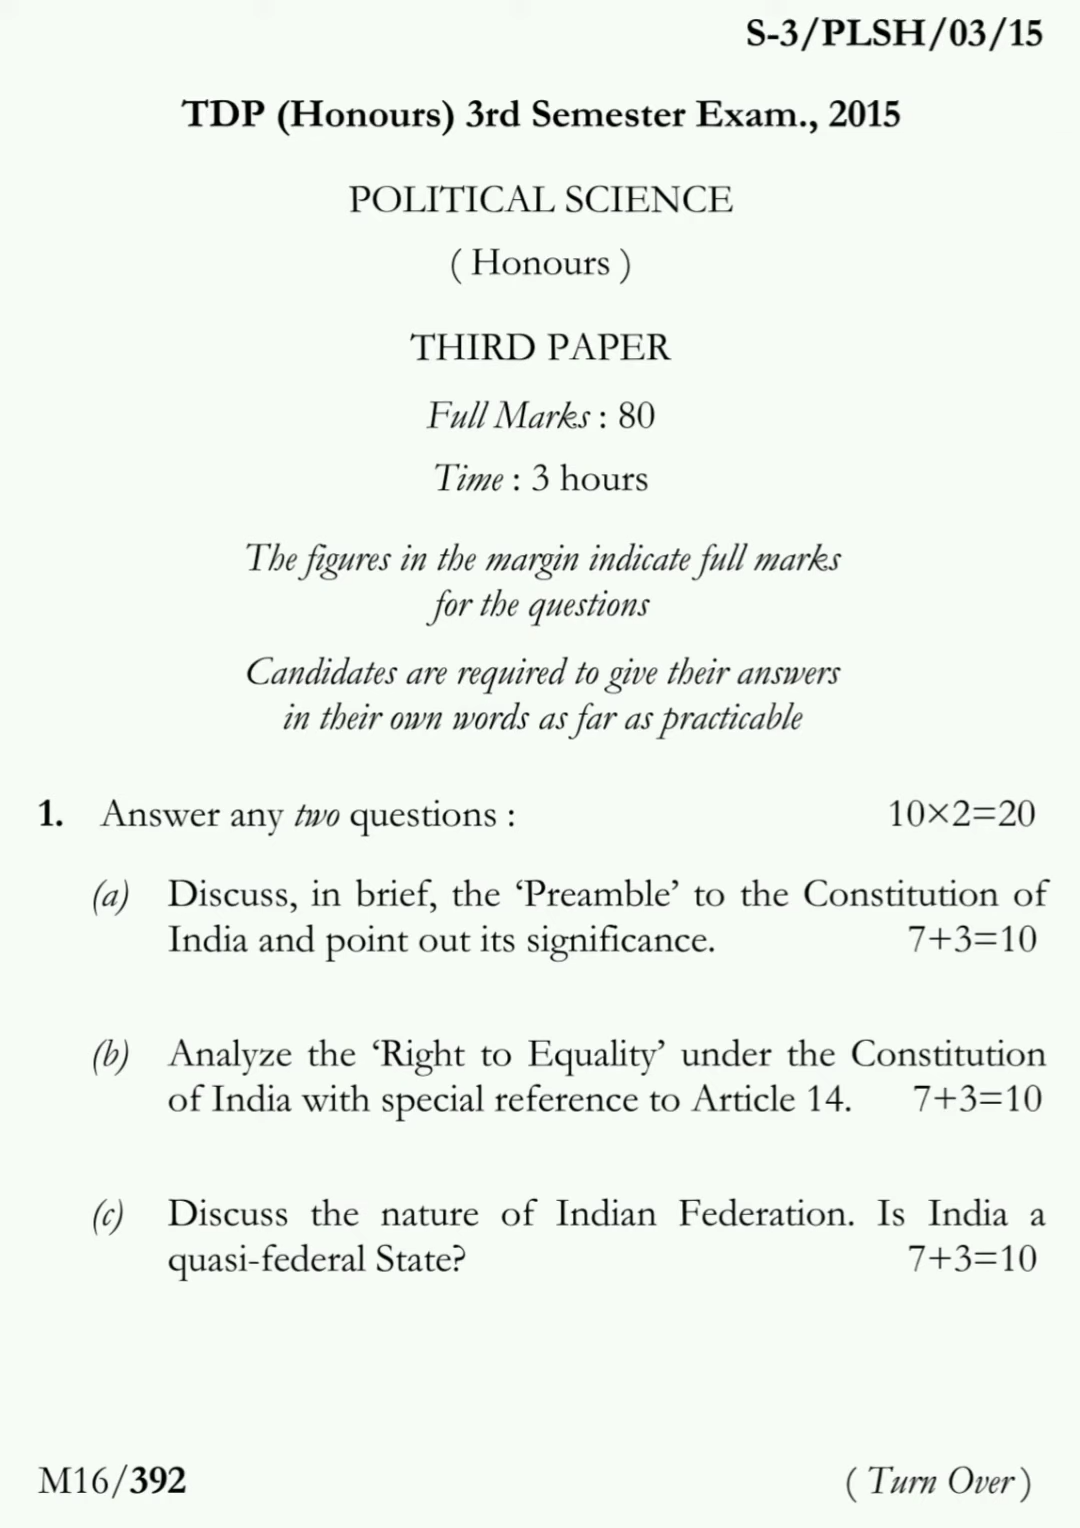 S-3/PLSH/03/15
TDP (Honours) 3rd Semester Exam., 2015
POLITICAL SCIENCE
( Honours )
THIRD PAPER
Full Marks : 80
Time : 3 hours
The figures in the margin indicate full marks
for the questions
Candidates are required to give their answers
in their own words as far as practicable
1. Answer any two questions : 10×2=20
(a) Discuss, in brief, the ‘Preamble’ to the Constitution of
India and point out its significance. 7+3=10
(b) Analyze the ‘Right to Equality’ under the Constitution
of India with special reference to Article 14. 7+3=10
(c) Discuss the nature of Indian Federation. Is India a
quasi-federal State? 7+3=10
M16/392 ( Turn Over )